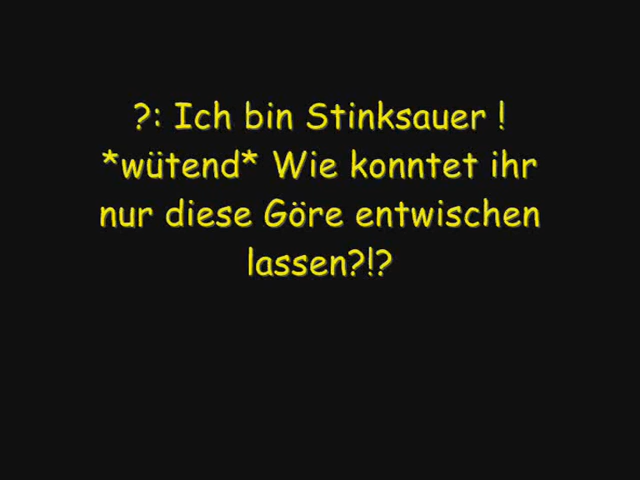 ?: Ich bin Stinksauer !
*wütend* Wie konntet ihr
nur diese Göre entwischen
lassen?!?